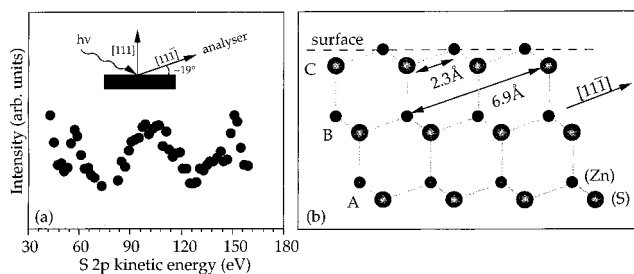 hν
[111]
[111̄]
analyser
~19°
Intensity (arb. units)
(a)
30 60 90 120 150 180
S 2p kinetic energy (eV)
surface
C
2.3Å
6.9Å
[111̄]
B
(Zn)
A
(S)
(b)